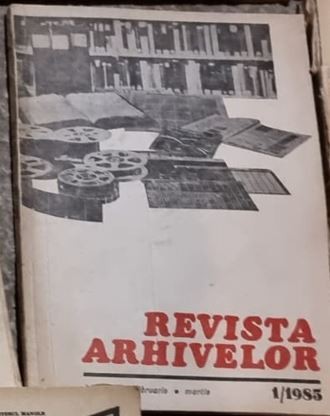 REVISTA
ARHIVELOR
februarie • martie 1/1985